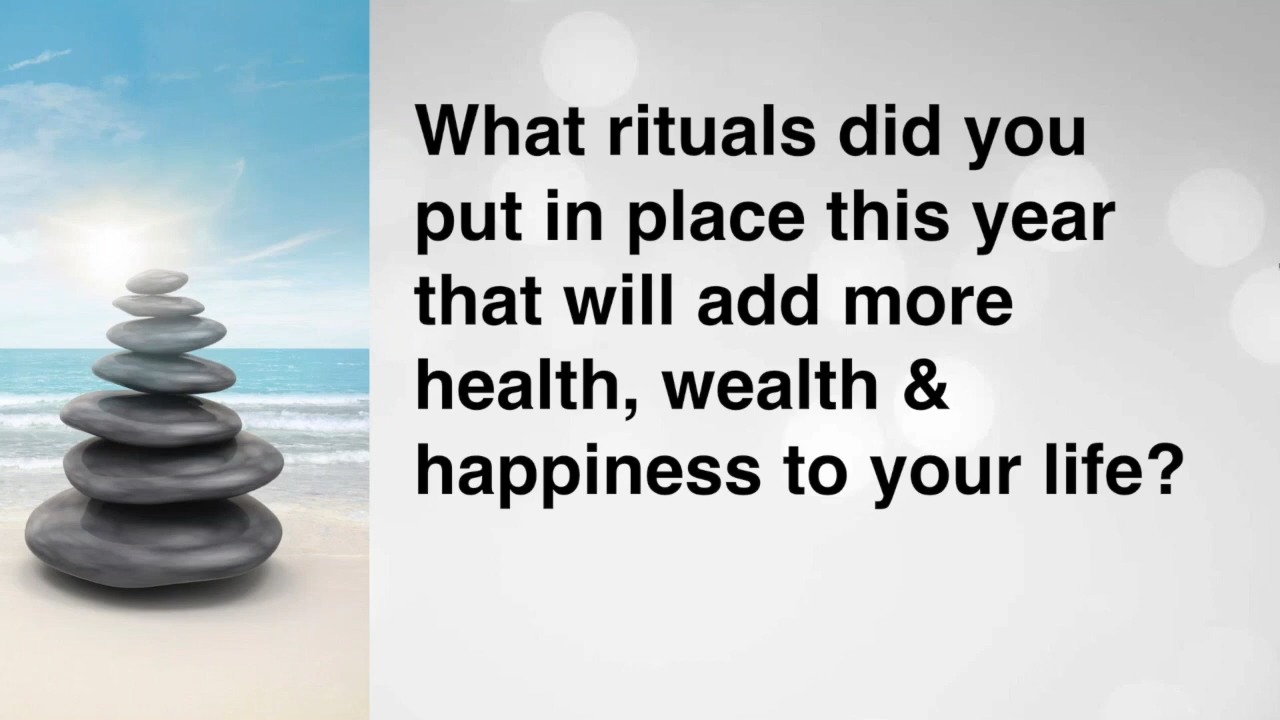 What rituals did you
put in place this year
that will add more
health, wealth &
happiness to your life?